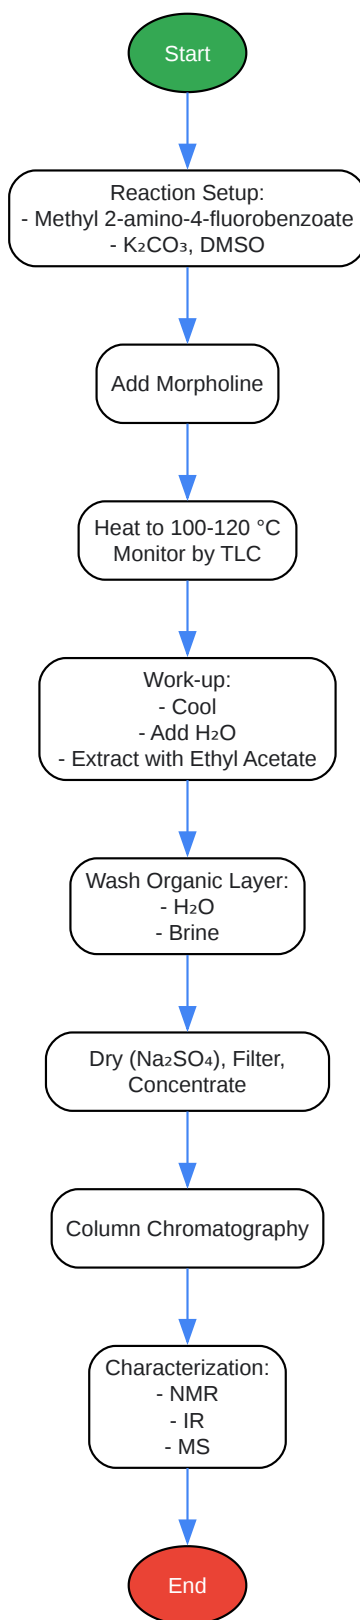 Start
Reaction Setup:
- Methyl 2-amino-4-fluorobenzoate
- K₂CO₃, DMSO
Add Morpholine
Heat to 100-120 °C
Monitor by TLC
Work-up:
- Cool
- Add H₂O
- Extract with Ethyl Acetate
Wash Organic Layer:
- H₂O
- Brine
Dry (Na₂SO₄), Filter,
Concentrate
Column Chromatography
Characterization:
- NMR
- IR
- MS
End